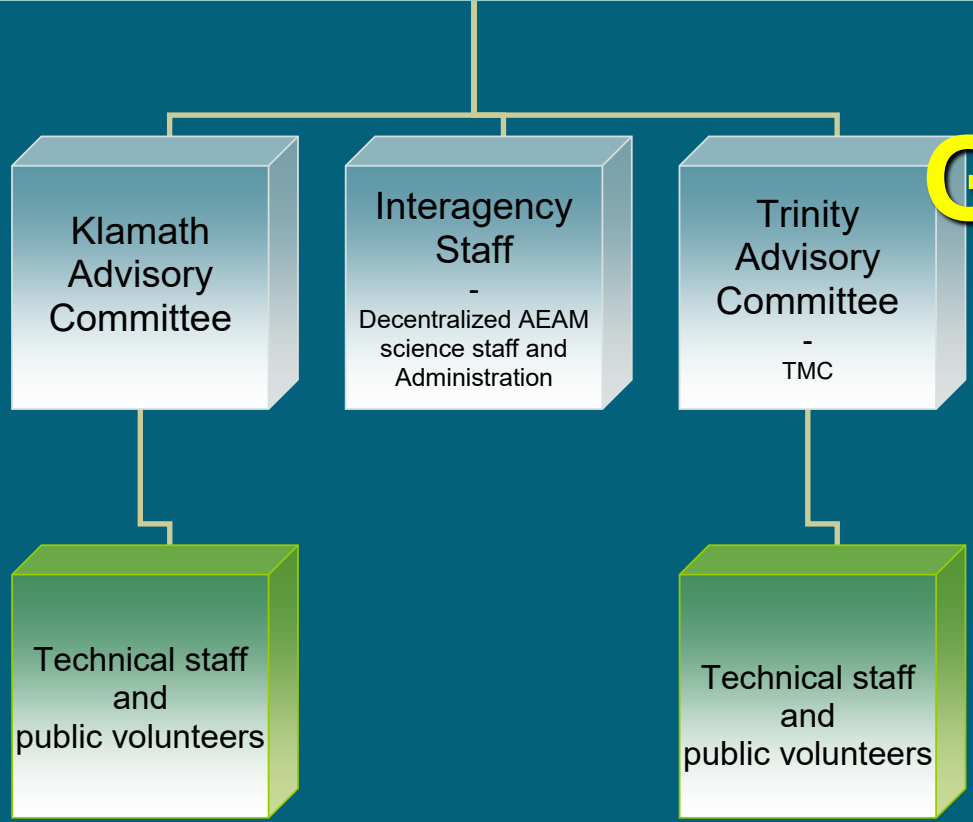 Klamath
Advisory
Committee
Interagency
Staff
-
Decentralized AEAM
science staff and
Administration
Trinity
Advisory
Committee
-
TMC
Technical staff
and
public volunteers
Technical staff
and
public volunteers